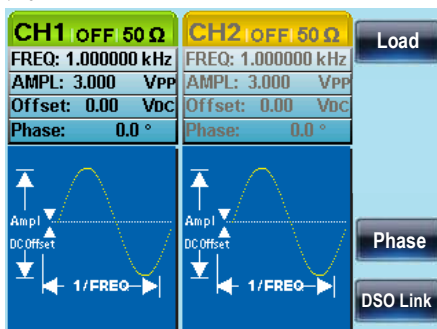 CH1 OFF 50 Ω
FREQ: 1.000000 kHz
AMPL: 3.000 VPP
Offset: 0.00 VDC
Phase: 0.0 °
Ampl
DC Offset
1/FREQ
CH2 OFF 50 Ω
FREQ: 1.000000 kHz
AMPL: 3.000 VPP
Offset: 0.00 VDC
Phase: 0.0 °
Ampl
DC Offset
1/FREQ
Load
Phase
DSO Link